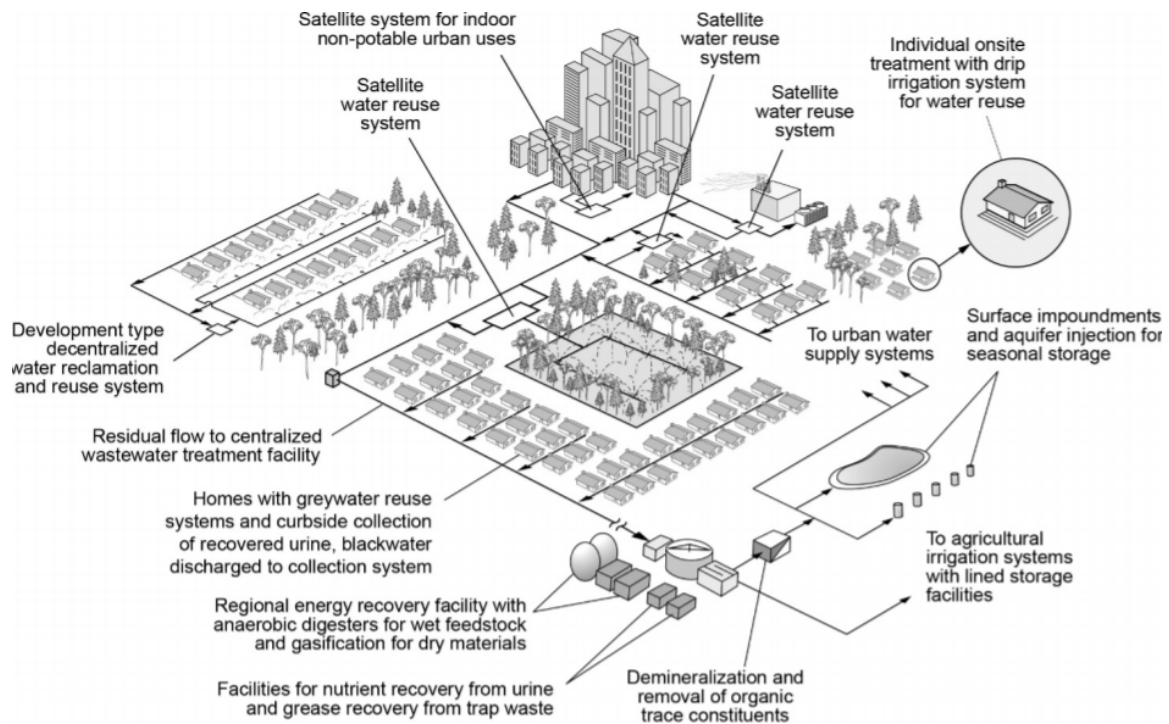 Satellite system for indoor
non-potable urban uses
Satellite
water reuse
system
Individual onsite
treatment with drip
irrigation system
for water reuse
Satellite
water reuse
system
Satellite
water reuse
system
Development type
decentralized
water reclamation
and reuse system
To urban water
supply systems
Surface impoundments
and aquifer injection for
seasonal storage
Residual flow to centralized
wastewater treatment facility
Homes with greywater reuse
systems and curbside collection
of recovered urine, blackwater
discharged to collection system
To agricultural
irrigation systems
with lined storage
facilities
Regional energy recovery facility with
anaerobic digesters for wet feedstock
and gasification for dry materials
Facilities for nutrient recovery from urine
and grease recovery from trap waste
Demineralization and
removal of organic
trace constituents